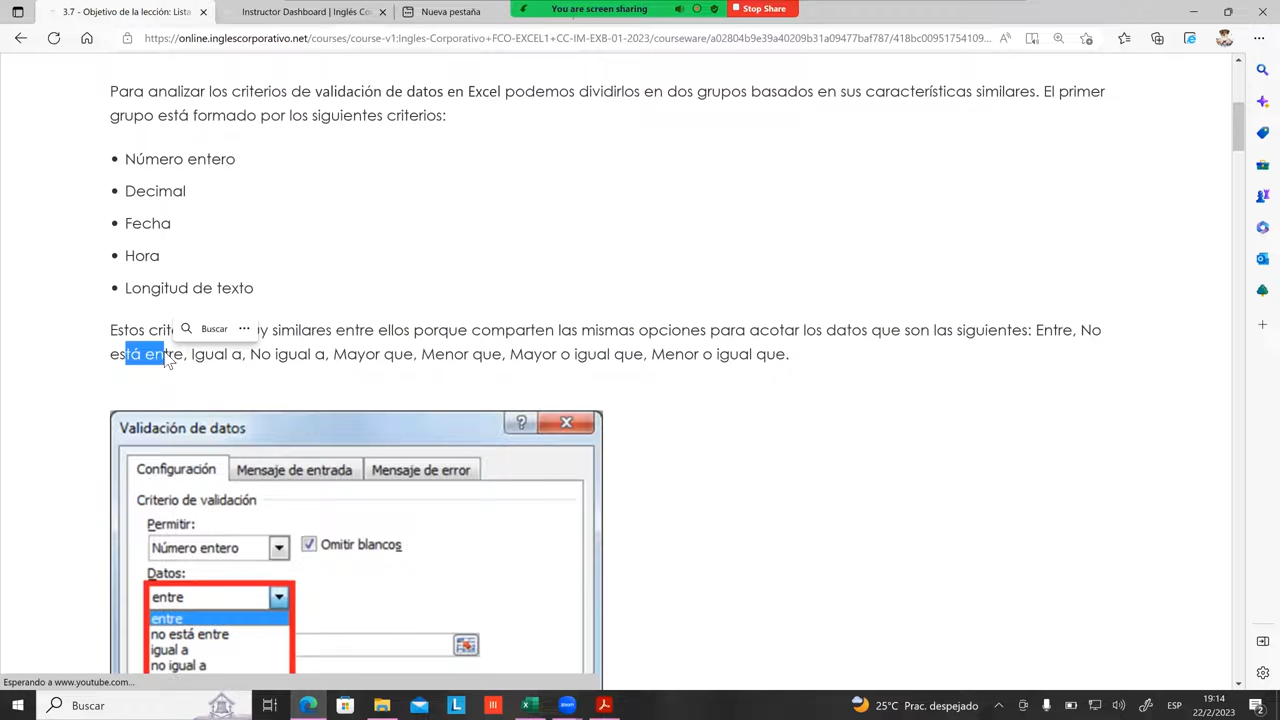 3.7 - Objetivo de la lección: Lista
Instructor Dashboard | Inglés Co
Nueva pestaña
You are screen sharing
Stop Share
https://online.inglescorporativo.net/courses/course-v1:Ingles-Corporativo+FCO-EXCEL1+CC-IM-EXB-01-2023/courseware/a02804b9e39a40209b31a09477baf787/418bc00951754109...
Para analizar los criterios de validación de datos en Excel podemos dividirlos en dos grupos basados en sus características similares. El primer
grupo está formado por los siguientes criterios:
• Número entero
• Decimal
• Fecha
• Hora
• Longitud de texto
Buscar ···
Estos similares entre ellos porque comparten las mismas opciones para acotar los datos que son las siguientes: Entre, No
está entre, Igual a, No igual a, Mayor que, Menor que, Mayor o igual que, Menor o igual que.
Validación de datos
Configuración
Mensaje de entrada
Mensaje de error
Criterio de validación
Permitir:
Número entero
Omitir blancos
Datos:
entre
entre
no está entre
igual a
no igual a
Esperando a www.youtube.com...
Buscar
25°C Prac. despejado
ESP
19:14
22/2/2023